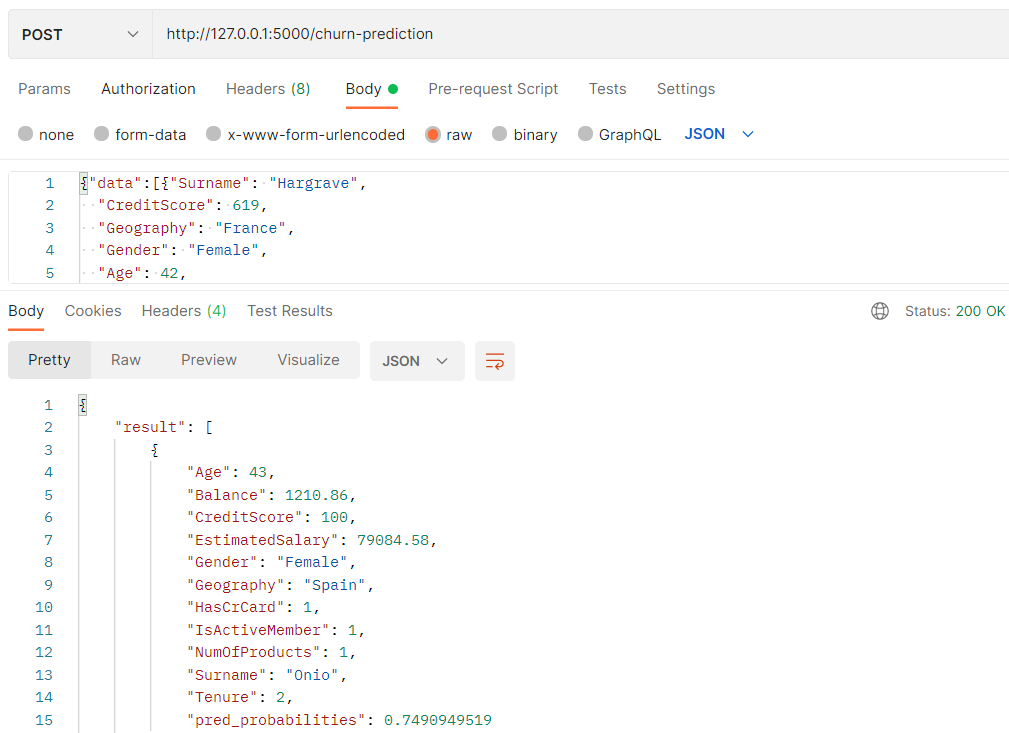 POST http://127.0.0.1:5000/churn-prediction
Params Authorization Headers (8) Body Pre-request Script Tests Settings
none form-data x-www-form-urlencoded raw binary GraphQL JSON
1 {"data":[{"Surname": "Hargrave",
2 "CreditScore": 619,
3 "Geography": "France",
4 "Gender": "Female",
5 "Age": 42,
Body Cookies Headers (4) Test Results Status: 200 OK
Pretty Raw Preview Visualize JSON
1 {
2 "result": [
3 {
4 "Age": 43,
5 "Balance": 1210.86,
6 "CreditScore": 100,
7 "EstimatedSalary": 79084.58,
8 "Gender": "Female",
9 "Geography": "Spain",
10 "HasCrCard": 1,
11 "IsActiveMember": 1,
12 "NumOfProducts": 1,
13 "Surname": "Onio",
14 "Tenure": 2,
15 "pred_probabilities": 0.7490949519